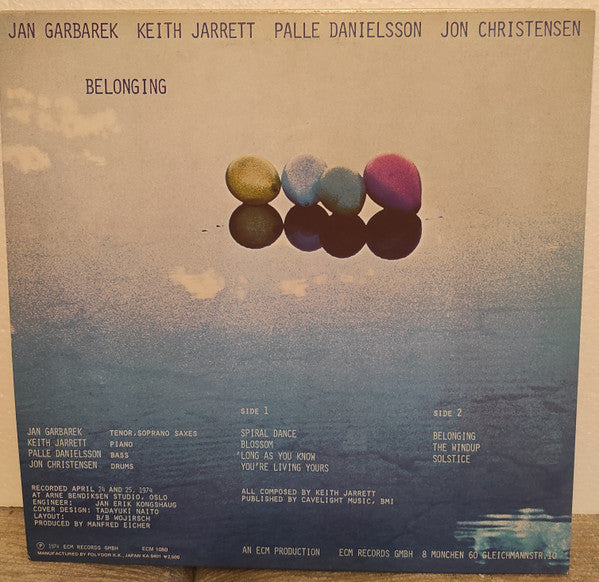 JAN GARBAREK KEITH JARRETT PALLE DANIELSSON JON CHRISTENSEN
BELONGING
JAN GARBAREK TENOR, SOPRANO SAXES
KEITH JARRETT PIANO
PALLE DANIELSSON BASS
JON CHRISTENSEN DRUMS
RECORDED APRIL 24 AND 25, 1974
AT ARNE BENDIKSEN STUDIO, OSLO
ENGINEER: JAN ERIK KONGSHAUG
COVER DESIGN: TADAYUKI NAITO
LAYOUT: B/B WOJIRSCH
PRODUCED BY MANFRED EICHER
SIDE 1
SPIRAL DANCE
BLOSSOM
'LONG AS YOU KNOW
YOU'RE LIVING YOURS
ALL COMPOSED BY KEITH JARRETT
PUBLISHED BY CAVELIGHT MUSIC, BMI
SIDE 2
BELONGING
THE WINDUP
SOLSTICE
℗ 1974 ECM RECORDS GMBH ECM 1050
MANUFACTURED BY POLYDOR K.K., JAPAN
AN ECM PRODUCTION ECM RECORDS GMBH 8 MÜNCHEN 60 GLEICHMANNSTR. 10